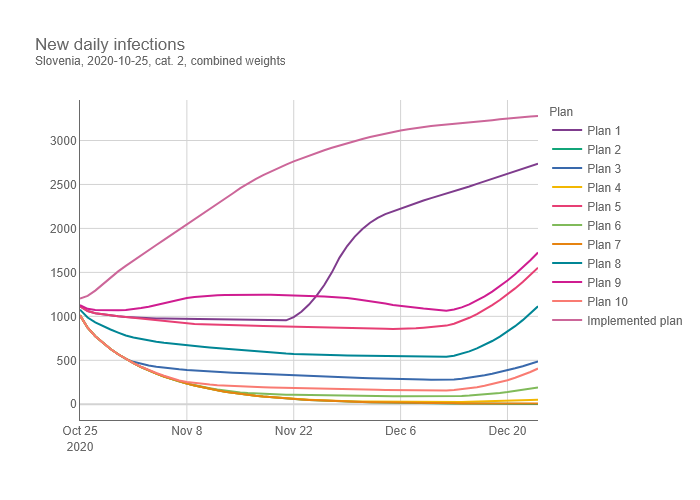 New daily infections
Slovenia, 2020-10-25, cat. 2, combined weights
Plan
3000
2500
2000
1500
1000
500
0
Plan 1
Plan 2
Plan 3
Plan 4
Plan 5
Plan 6
Plan 7
Plan 8
Plan 9
Plan 10
Implemented plan
Oct 25
2020
Nov 8
Nov 22
Dec 6
Dec 20